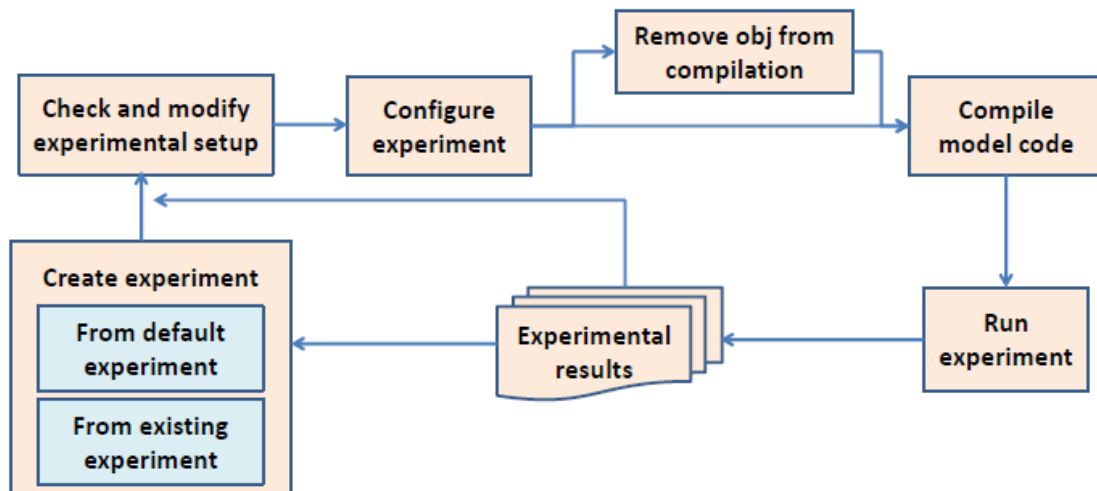 Remove obj from
compilation
Check and modify
experimental setup
Configure
experiment
Compile
model code
Create experiment
From default
experiment
From existing
experiment
Experimental
results
Run
experiment